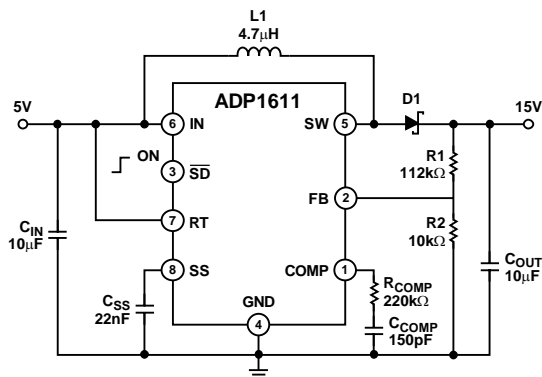 L1
4.7μH
ADP1611
D1
5V
6 IN
SW 5
15V
ON
3 SD
R1
112kΩ
FB 2
7 RT
R2
10kΩ
CIN
10μF
8 SS
COMP 1
RCOMP
220kΩ
COUT
10μF
CSS
22nF
GND
4
CCOMP
150pF